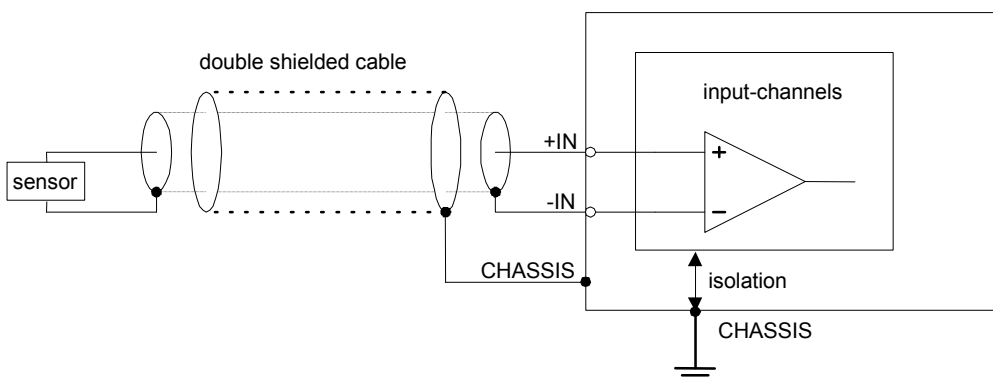 double shielded cable
input-channels
+IN
+
sensor
-IN
−
CHASSIS
isolation
CHASSIS